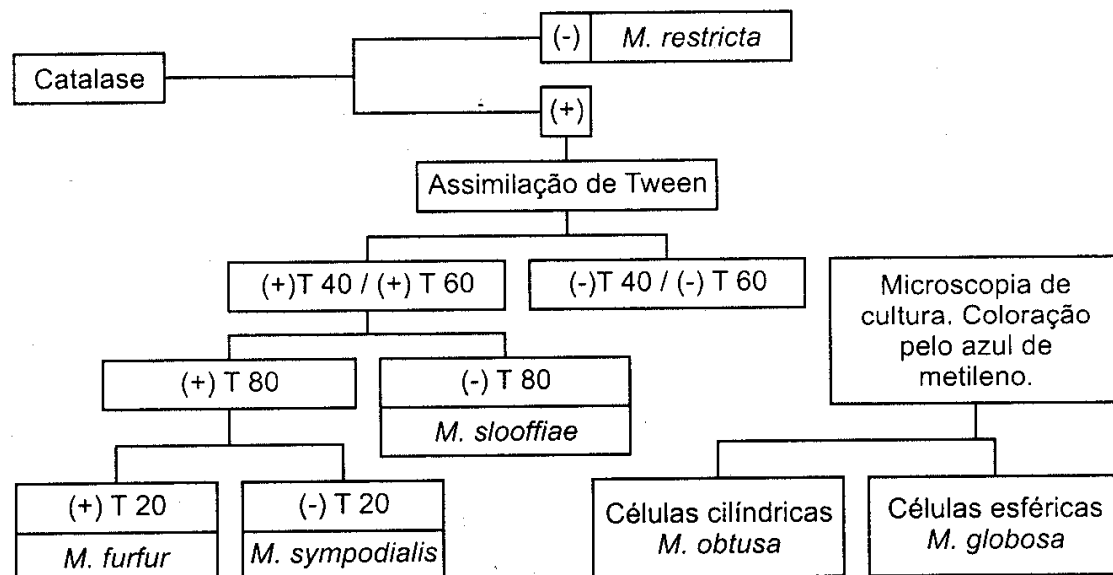 (-) M. restricta
Catalase
(+)
Assimilação de Tween
(+)T 40 / (+) T 60
(-)T 40 / (-) T 60
Microscopia de
cultura. Coloração
pelo azul de
metileno.
(+) T 80
(-) T 80
M. slooffiae
(+) T 20
M. furfur
(-) T 20
M. sympodialis
Células cilíndricas
M. obtusa
Células esféricas
M. globosa